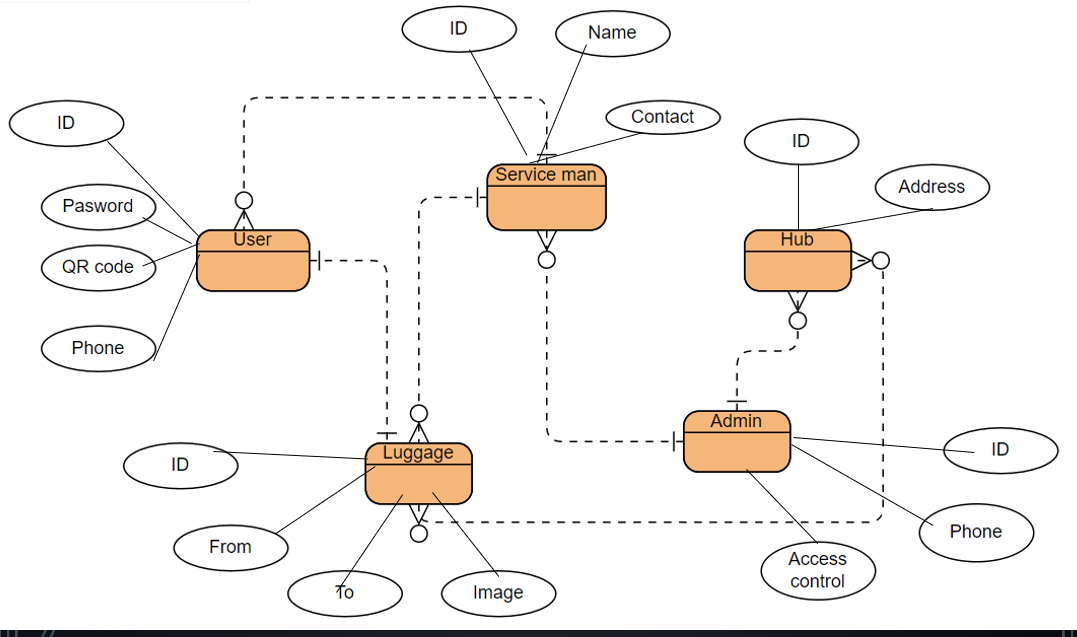 ID
Name
Contact
ID
ID
Service man
Address
Pasword
User
Hub
QR code
Phone
Admin
Luggage
ID
ID
Phone
From
Access
control
To
Image